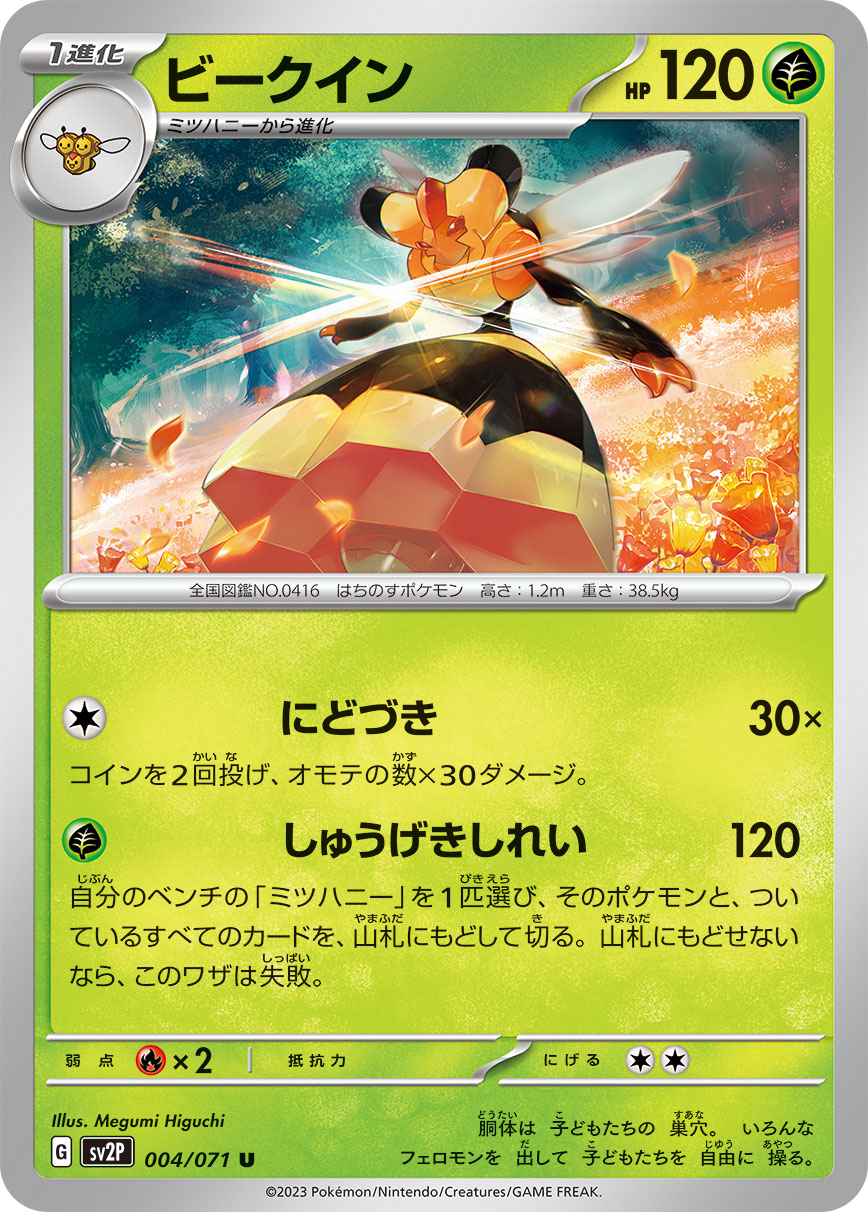 1進化
ビークイン
HP 120
ミツハニーから進化
全国図鑑NO.0416 はちのすポケモン 高さ：1.2m 重さ：38.5kg
にどづき 30×
コインを2回投げ、オモテの数×30ダメージ。
しゅうげきしれい 120
自分のベンチの「ミツハニー」を1匹選び、そのポケモンと、つい
ているすべてのカードを、山札にもどして切る。山札にもどせない
なら、このワザは失敗。
弱点 ×2 抵抗力 にげる
Illus. Megumi Higuchi
胴体は 子どもたちの 巣穴。 いろんな
フェロモンを 出して 子どもたちを 自由に 操る。
G sv2P 004/071 U
©2023 Pokémon/Nintendo/Creatures/GAME FREAK.